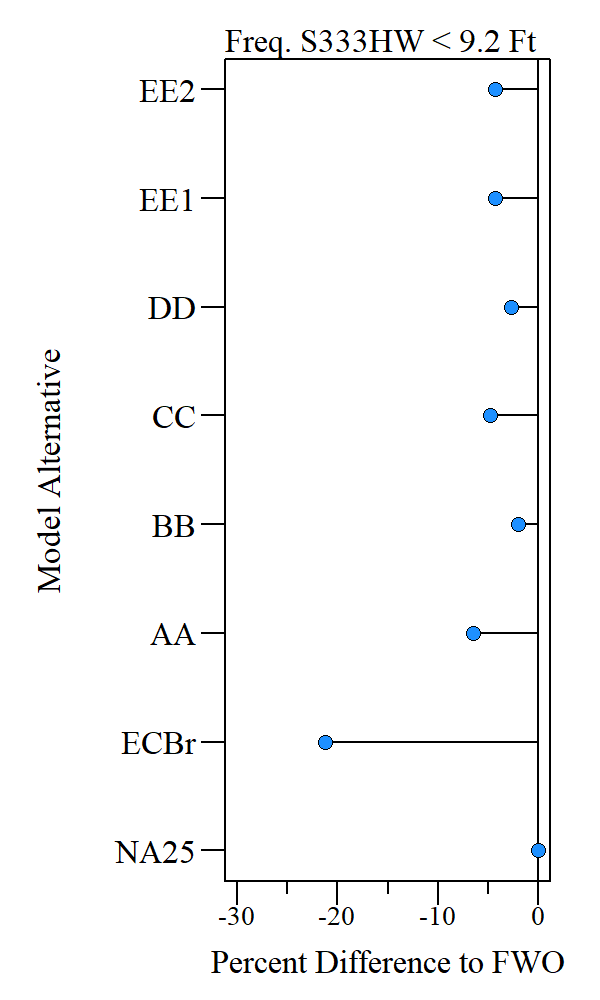 Freq. S333HW < 9.2 Ft
EE2
EE1
DD
CC
BB
AA
ECBr
NA25
Model Alternative
-30 -20 -10 0
Percent Difference to FWO